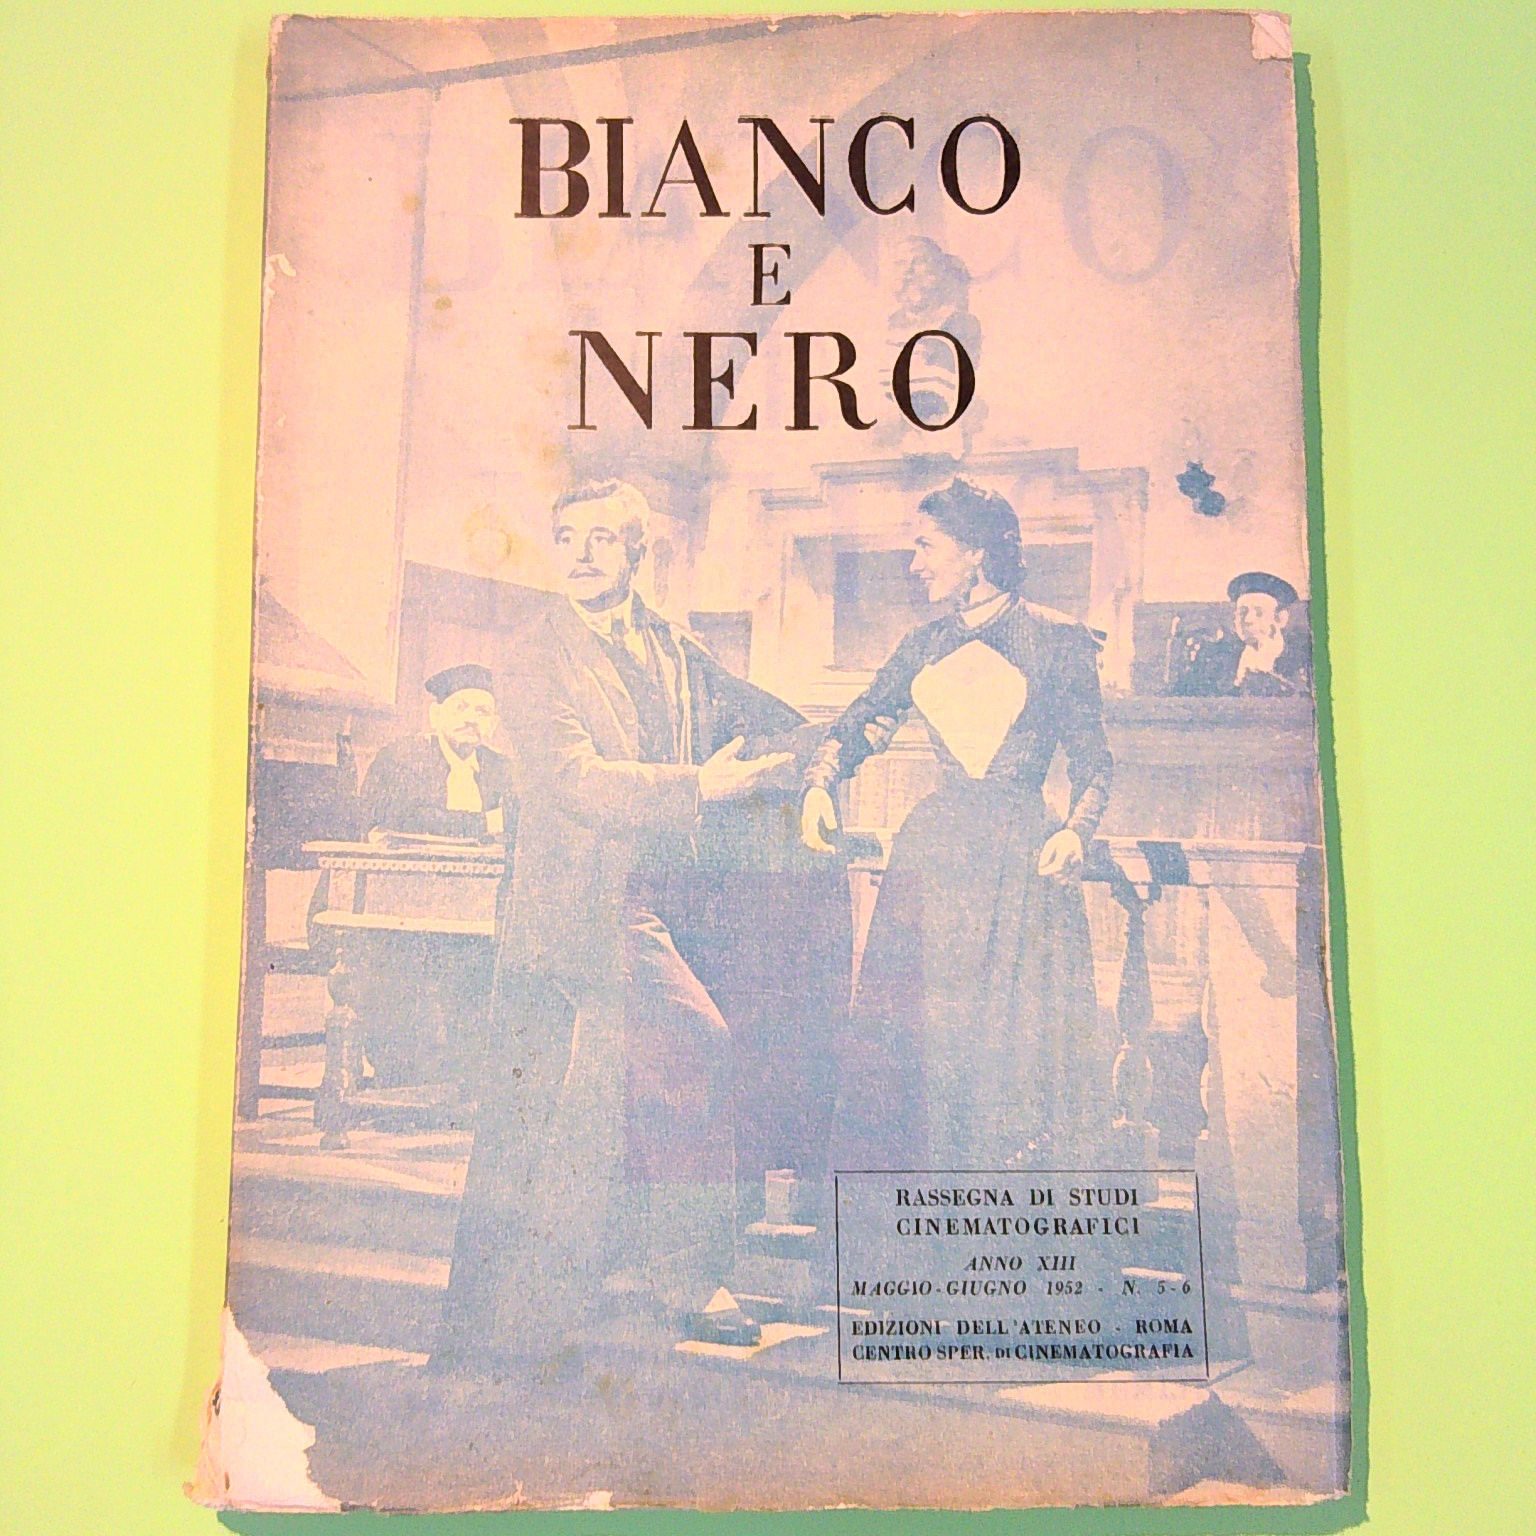 BIANCO
E
NERO
RASSEGNA DI STUDI
CINEMATOGRAFICI
ANNO XIII
MAGGIO-GIUGNO 1952 - N. 5-6
EDIZIONI DELL'ATENEO - ROMA
CENTRO SPER. DI CINEMATOGRAFIA